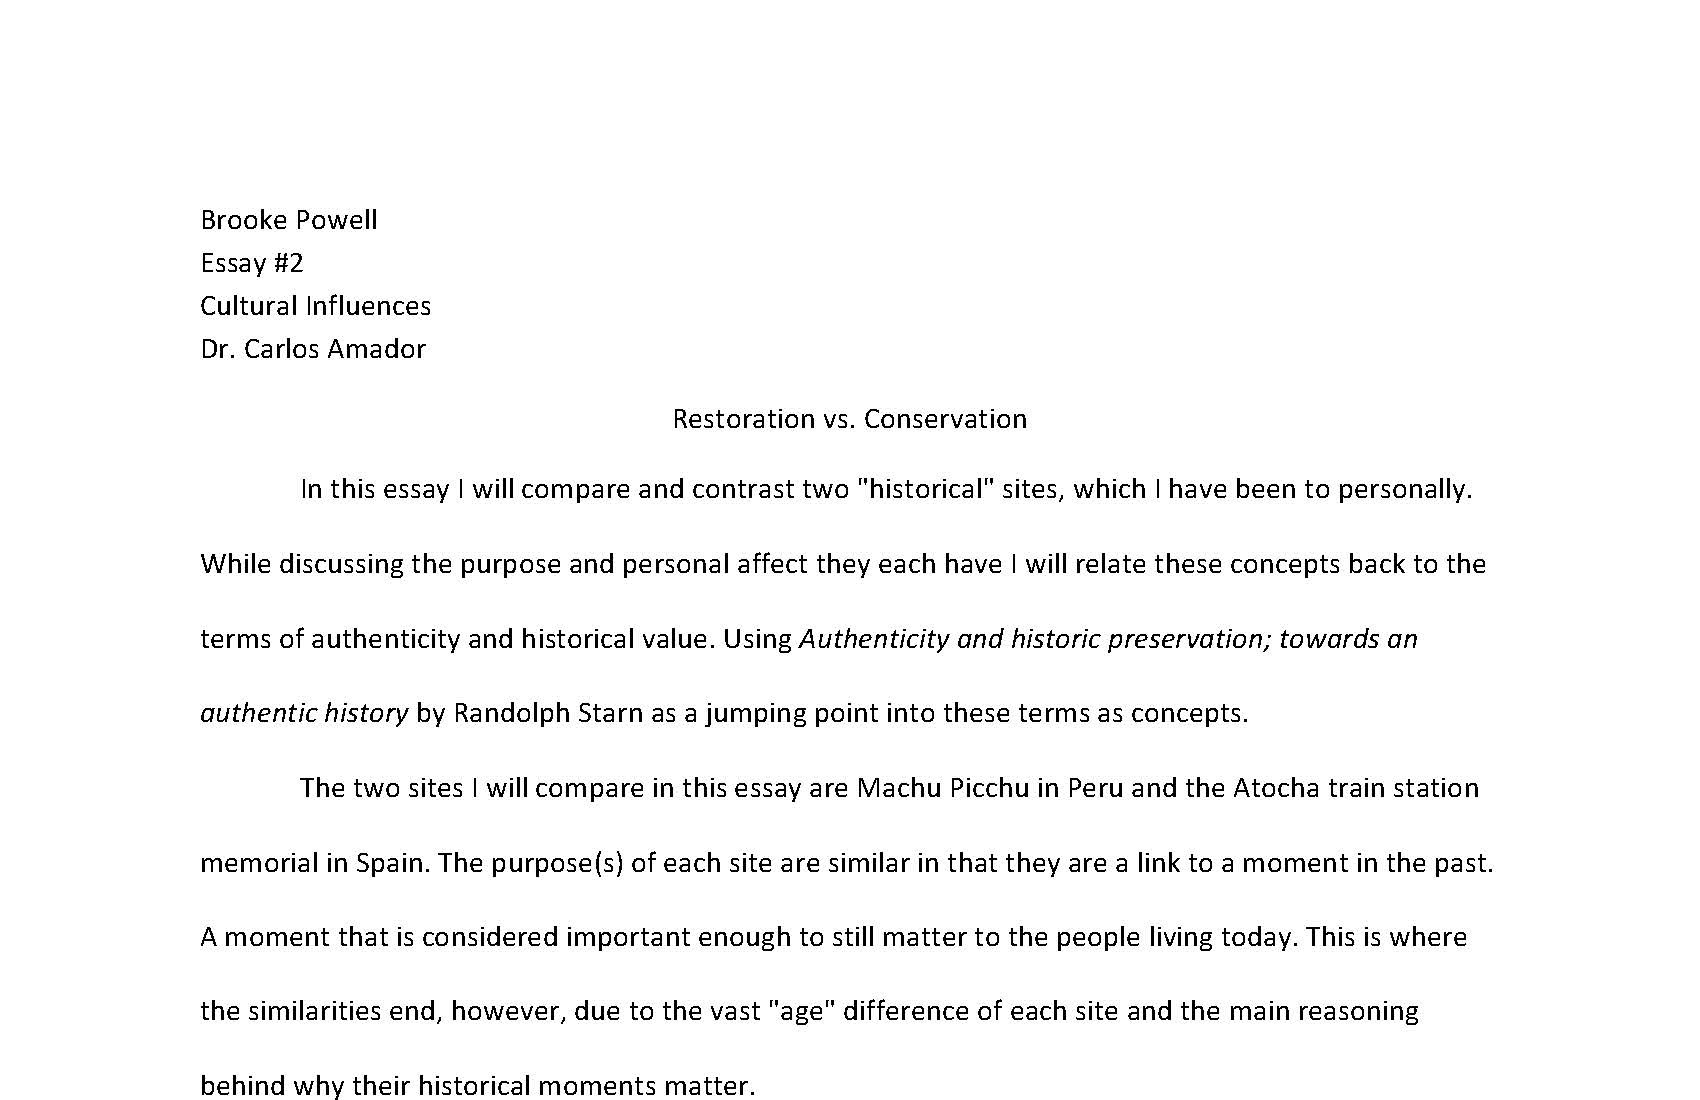 Brooke Powell
Essay #2
Cultural Influences
Dr. Carlos Amador
Restoration vs. Conservation
In this essay I will compare and contrast two "historical" sites, which I have been to personally.
While discussing the purpose and personal affect they each have I will relate these concepts back to the
terms of authenticity and historical value. Using Authenticity and historic preservation; towards an
authentic history by Randolph Starn as a jumping point into these terms as concepts.
The two sites I will compare in this essay are Machu Picchu in Peru and the Atocha train station
memorial in Spain. The purpose(s) of each site are similar in that they are a link to a moment in the past.
A moment that is considered important enough to still matter to the people living today. This is where
the similarities end, however, due to the vast "age" difference of each site and the main reasoning
behind why their historical moments matter.